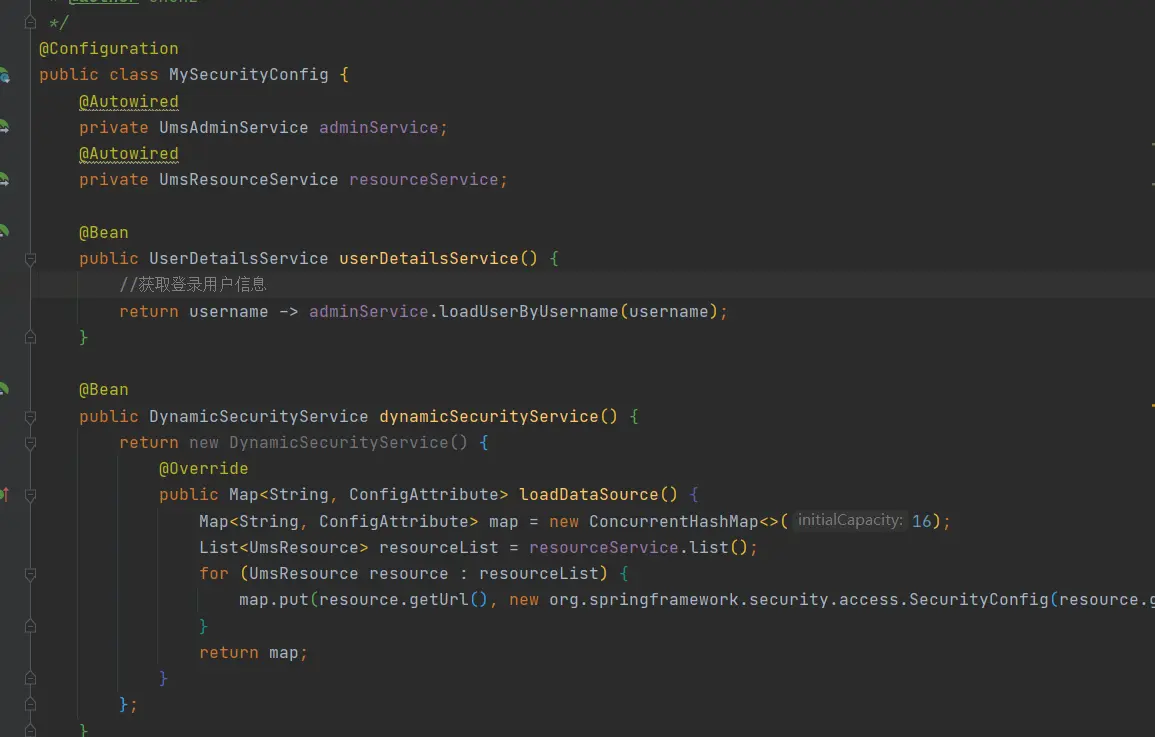 */
@Configuration
public class MySecurityConfig {
@Autowired
private UmsAdminService adminService;
@Autowired
private UmsResourceService resourceService;
@Bean
public UserDetailsService userDetailsService() {
//获取登录用户信息
return username -> adminService.loadUserByUsername(username);
}
@Bean
public DynamicSecurityService dynamicSecurityService() {
return new DynamicSecurityService() {
@Override
public Map<String, ConfigAttribute> loadDataSource() {
Map<String, ConfigAttribute> map = new ConcurrentHashMap<>( initialCapacity: 16);
List<UmsResource> resourceList = resourceService.list();
for (UmsResource resource : resourceList) {
map.put(resource.getUrl(), new org.springframework.security.access.SecurityConfig(resource.g
}
return map;
}
};
}